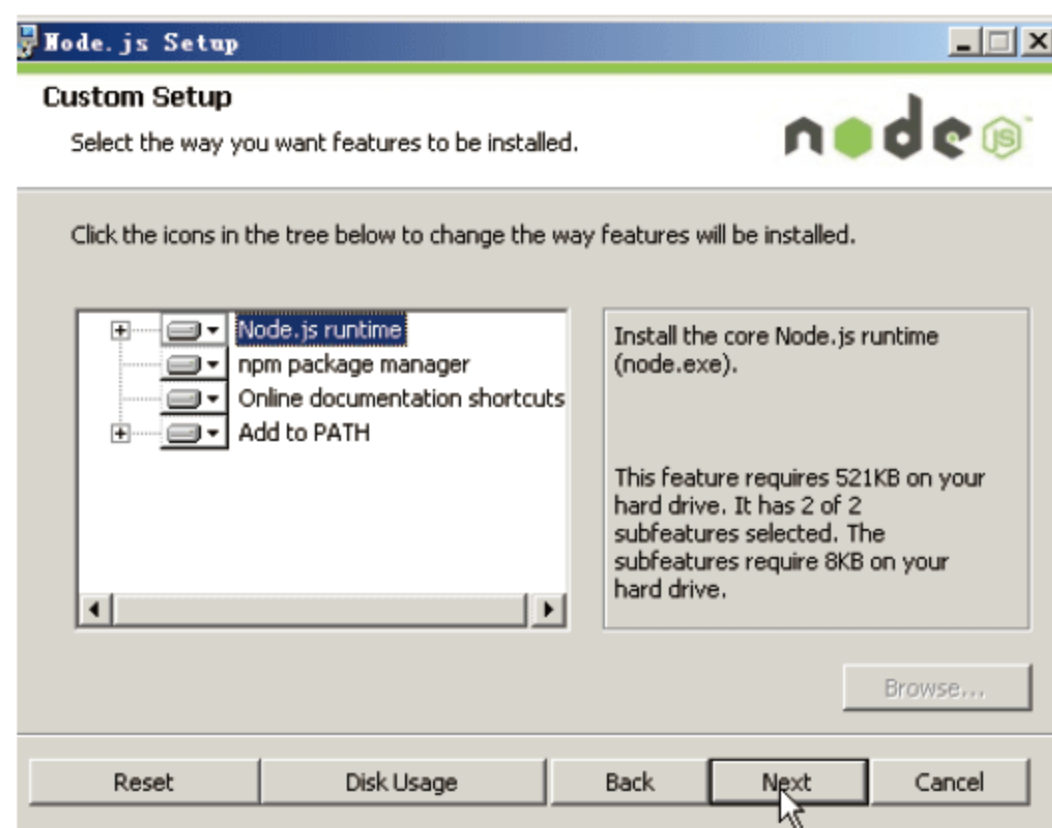 Node.js Setup
Custom Setup
Select the way you want features to be installed.
node JS
Click the icons in the tree below to change the way features will be installed.
Node.js runtime
npm package manager
Online documentation shortcuts
Add to PATH
Install the core Node.js runtime
(node.exe).
This feature requires 521KB on your
hard drive. It has 2 of 2
subfeatures selected. The
subfeatures require 8KB on your
hard drive.
Browse...
Reset
Disk Usage
Back
Next
Cancel